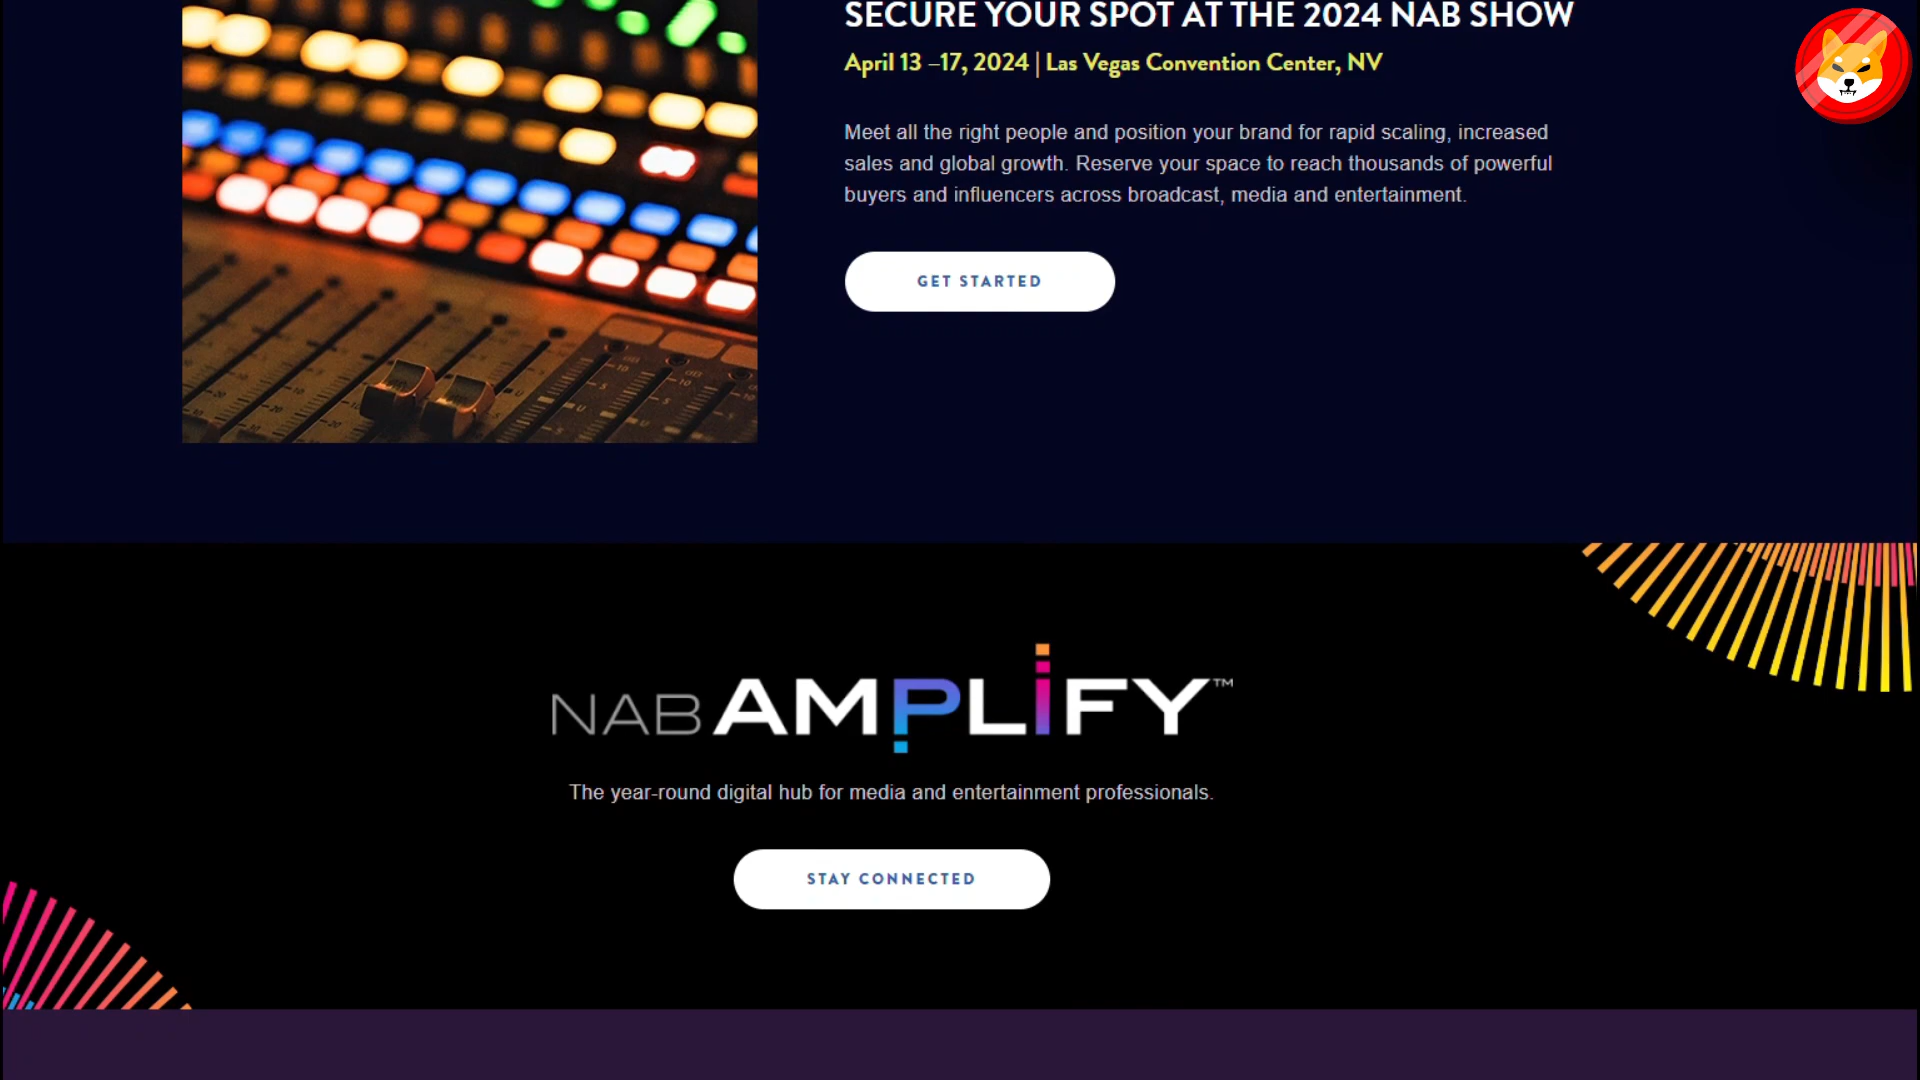 SECURE YOUR SPOT AT THE 2024 NAB SHOW
April 13 –17, 2024 | Las Vegas Convention Center, NV
Meet all the right people and position your brand for rapid scaling, increased
sales and global growth. Reserve your space to reach thousands of powerful
buyers and influencers across broadcast, media and entertainment.
GET STARTED
NAB AMPLIFY™
The year-round digital hub for media and entertainment professionals.
STAY CONNECTED